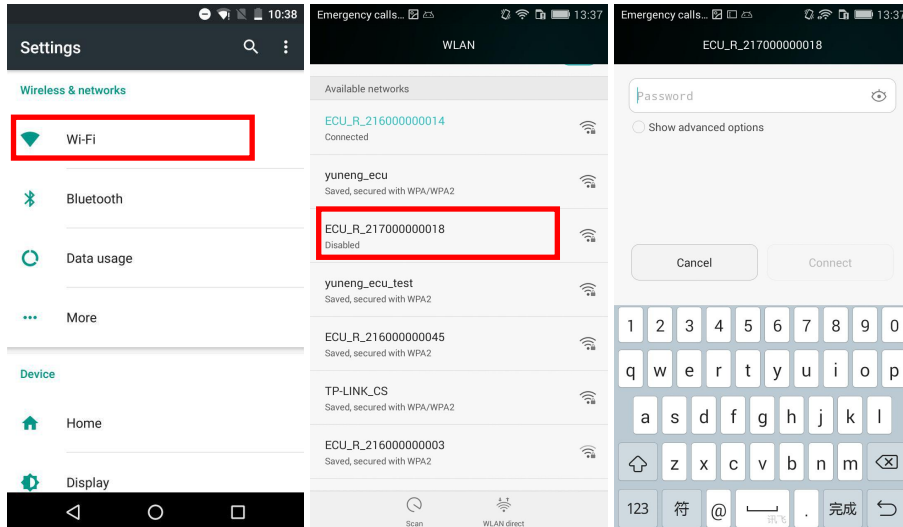 10:38
Settings
Wireless & networks
Wi-Fi
Bluetooth
Data usage
More
Device
Home
Display
Emergency calls... 13:37
WLAN
Available networks
ECU_R_216000000014
Connected
yuneng_ecu
Saved, secured with WPA/WPA2
ECU_R_217000000018
Disabled
yuneng_ecu_test
Saved, secured with WPA2
ECU_R_216000000045
Saved, secured with WPA2
TP-LINK_CS
Saved, secured with WPA/WPA2
ECU_R_216000000003
Saved, secured with WPA2
Scan WLAN direct
Emergency calls... 13:37
ECU_R_217000000018
Password
Show advanced options
Cancel Connect
1 2 3 4 5 6 7 8 9 0
q w e r t y u i o p
a s d f g h j k l
z x c v b n m
123 符 @ 讯飞 . 完成